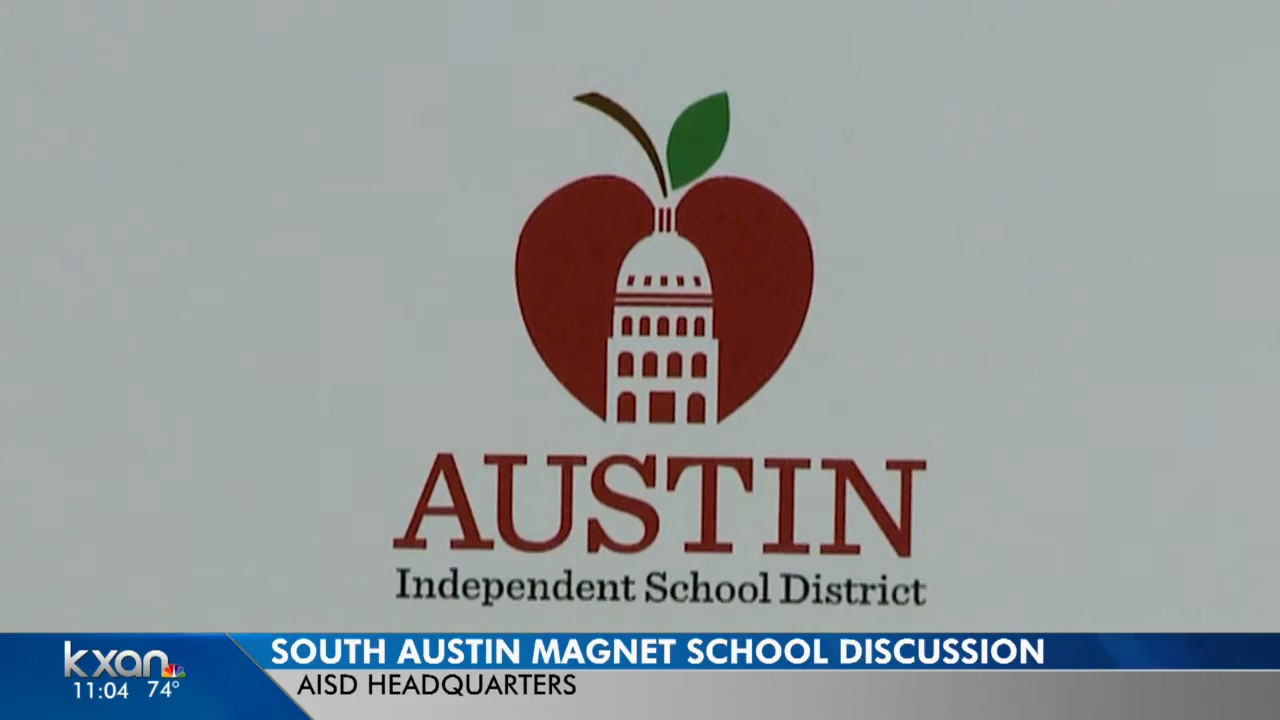 AUSTIN
Independent School District
kxan
SOUTH AUSTIN MAGNET SCHOOL DISCUSSION
11:04 74°
AISD HEADQUARTERS